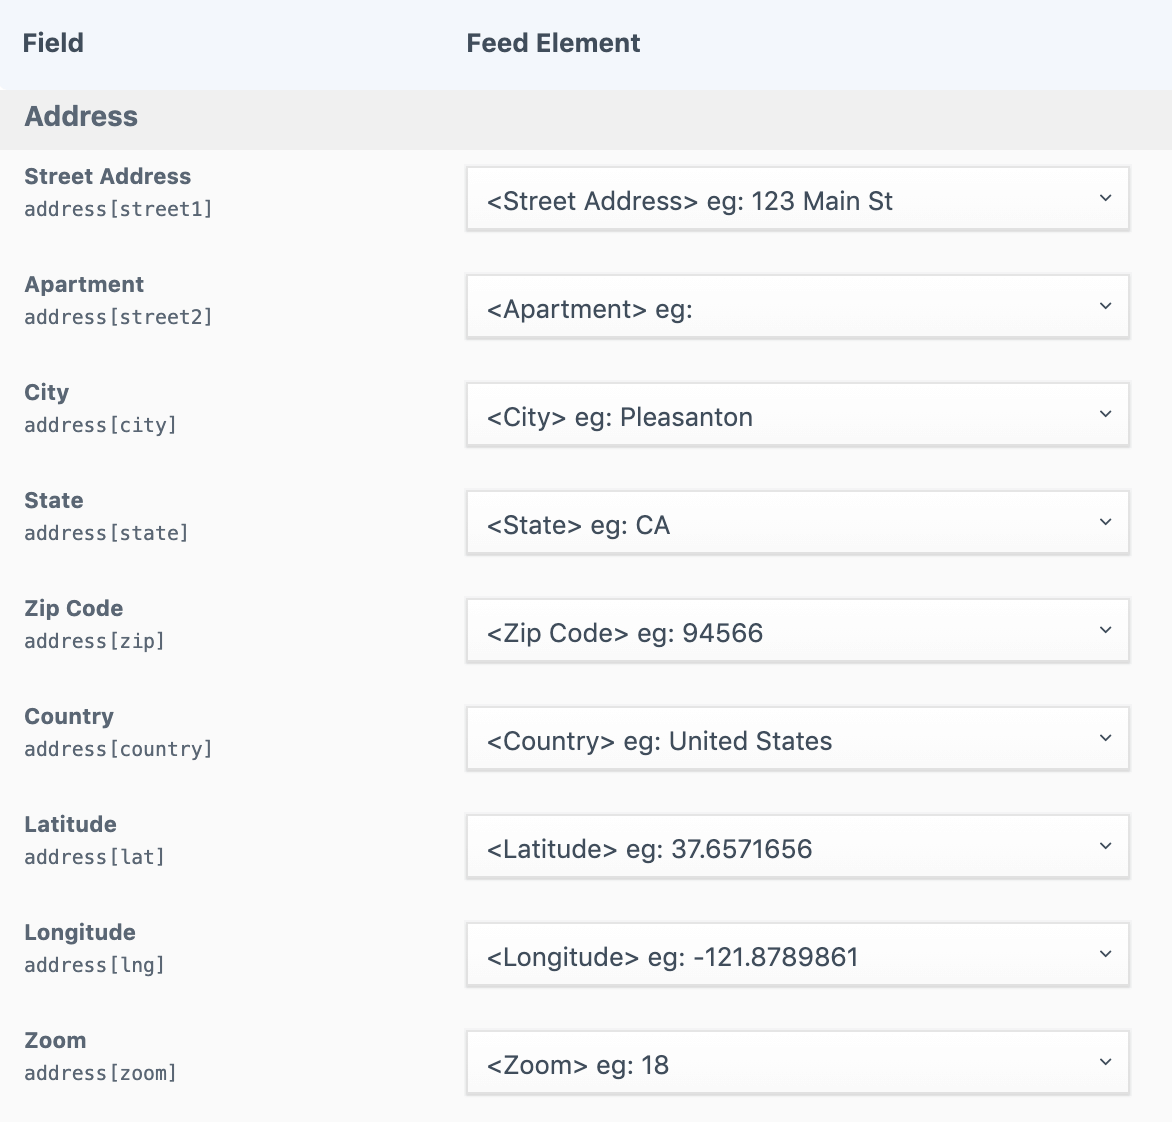 Field Feed Element
Address
Street Address
address[street1]
<Street Address> eg: 123 Main St
Apartment
address[street2]
<Apartment> eg:
City
address[city]
<City> eg: Pleasanton
State
address[state]
<State> eg: CA
Zip Code
address[zip]
<Zip Code> eg: 94566
Country
address[country]
<Country> eg: United States
Latitude
address[lat]
<Latitude> eg: 37.6571656
Longitude
address[lng]
<Longitude> eg: -121.8789861
Zoom
address[zoom]
<Zoom> eg: 18